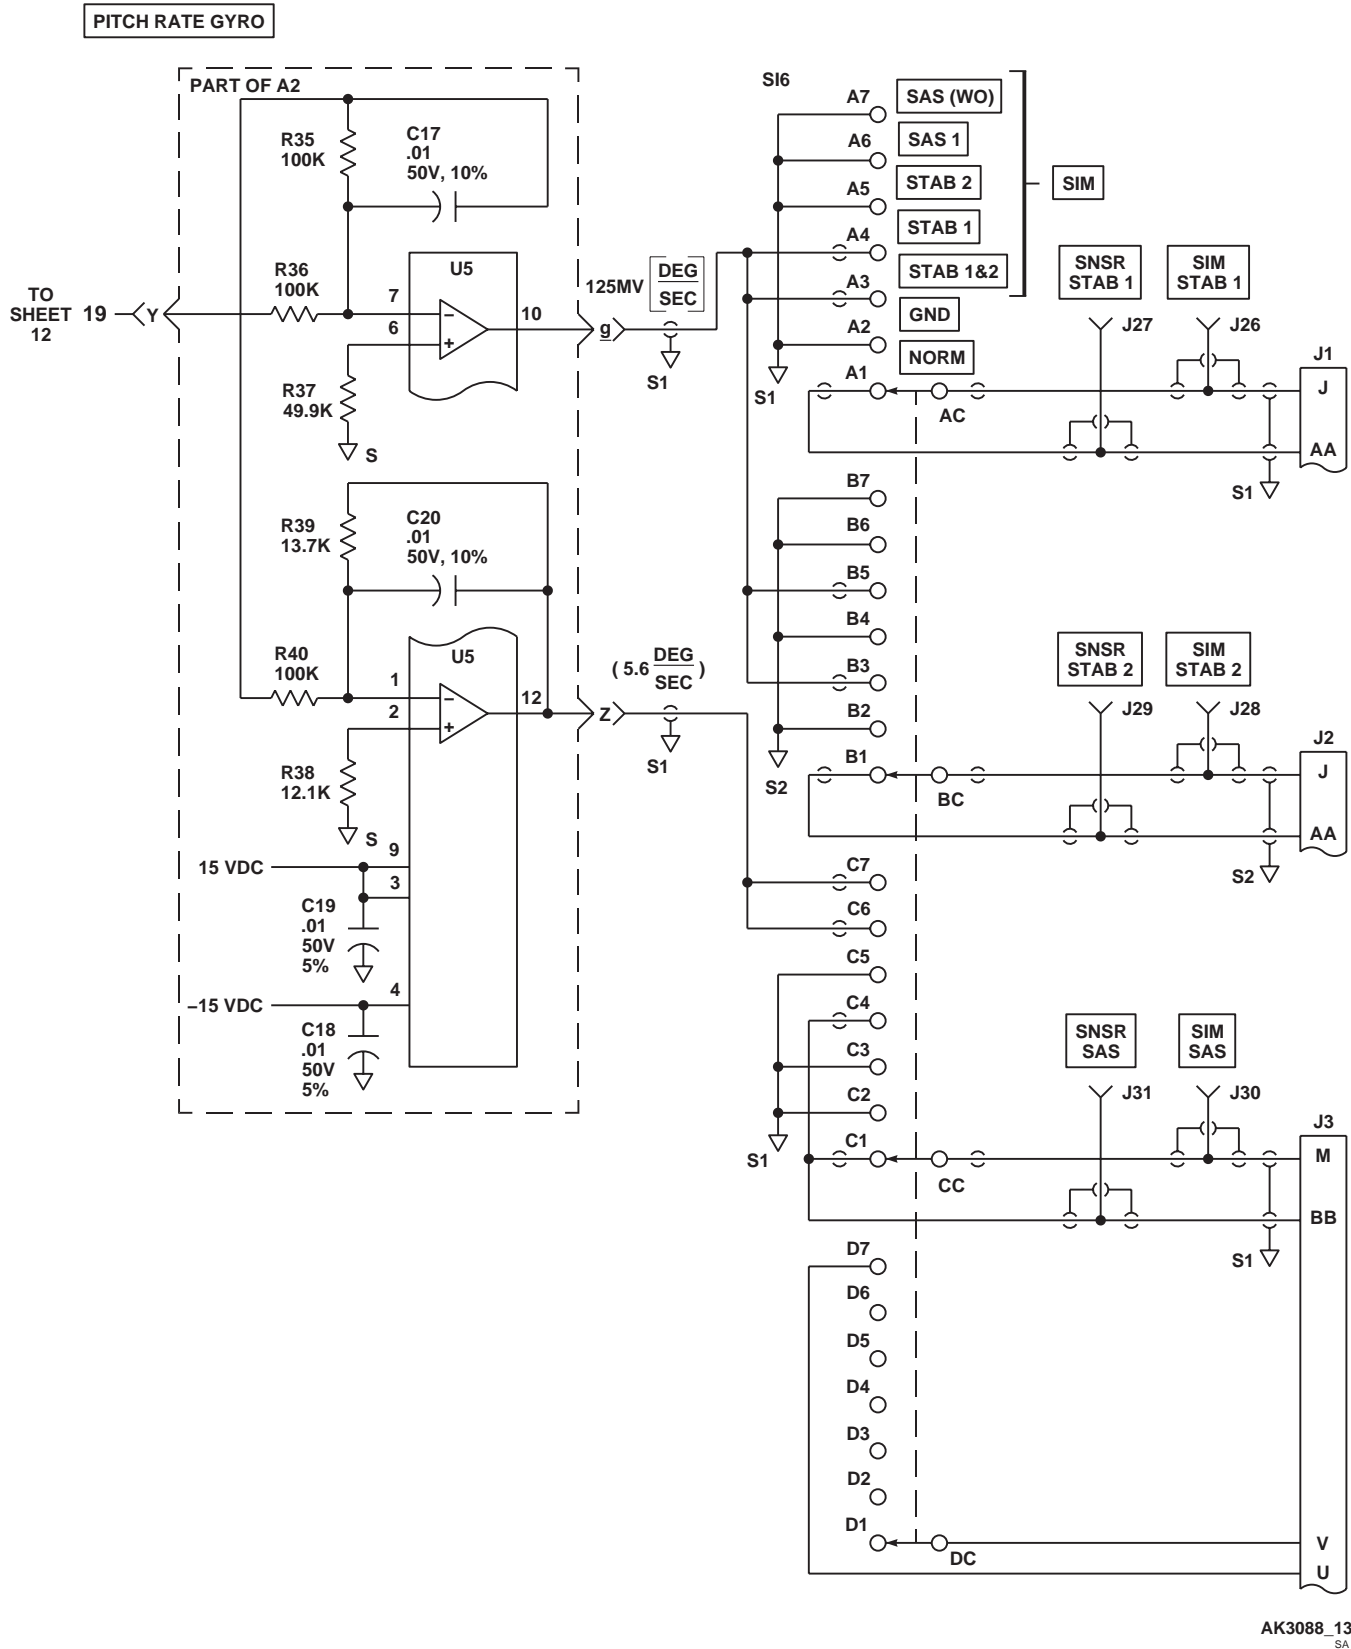 PITCH RATE GYRO
PART OF A2
R35
100K
C17
.01
50V, 10%
R36
100K
U5
7
6
10
TO
SHEET 19
12
Y
R37
49.9K
S
g
125MV [DEG
SEC]
S1
R39
13.7K
C20
.01
50V, 10%
R40
100K
U5
1
2
12
R38
12.1K
S
Z
( 5.6 DEG
SEC )
S1
15 VDC
9
3
C19
.01
50V
5%
–15 VDC
4
C18
.01
50V
5%
SI6
A7 SAS (WO)
A6 SAS 1
A5 STAB 2
A4 STAB 1
A3 STAB 1&2
A2 GND
A1 NORM
SIM
S1
AC
SNSR
STAB 1
J27
SIM
STAB 1
J26
J1
J
AA
S1
B7
B6
B5
B4
B3
B2
B1
S2
BC
SNSR
STAB 2
J29
SIM
STAB 2
J28
J2
J
AA
S2
C7
C6
C5
C4
C3
C2
C1
S1
CC
SNSR
SAS
J31
SIM
SAS
J30
J3
M
BB
S1
D7
D6
D5
D4
D3
D2
D1
DC
V
U
AK3088_13
SA